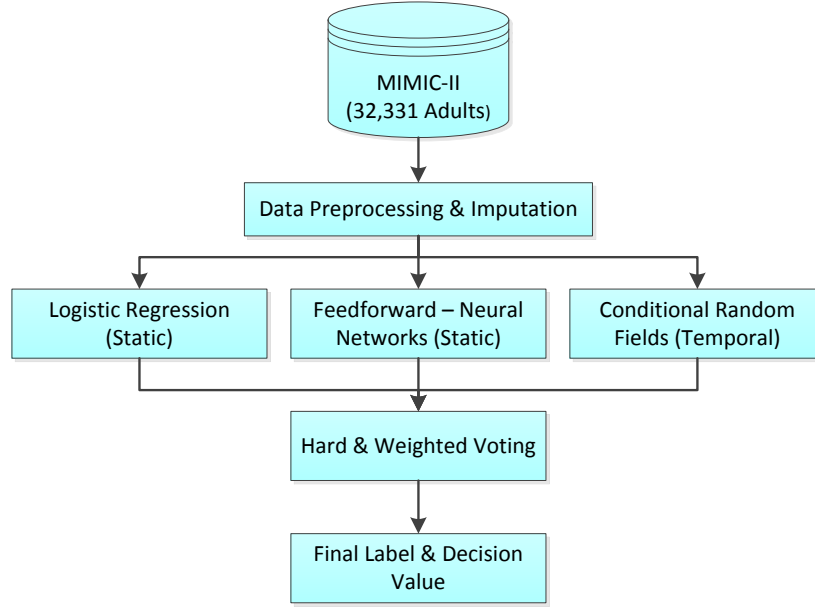 MIMIC-II
(32,331 Adults)
Data Preprocessing & Imputation
Logistic Regression
(Static)
Feedforward – Neural
Networks (Static)
Conditional Random
Fields (Temporal)
Hard & Weighted Voting
Final Label & Decision
Value